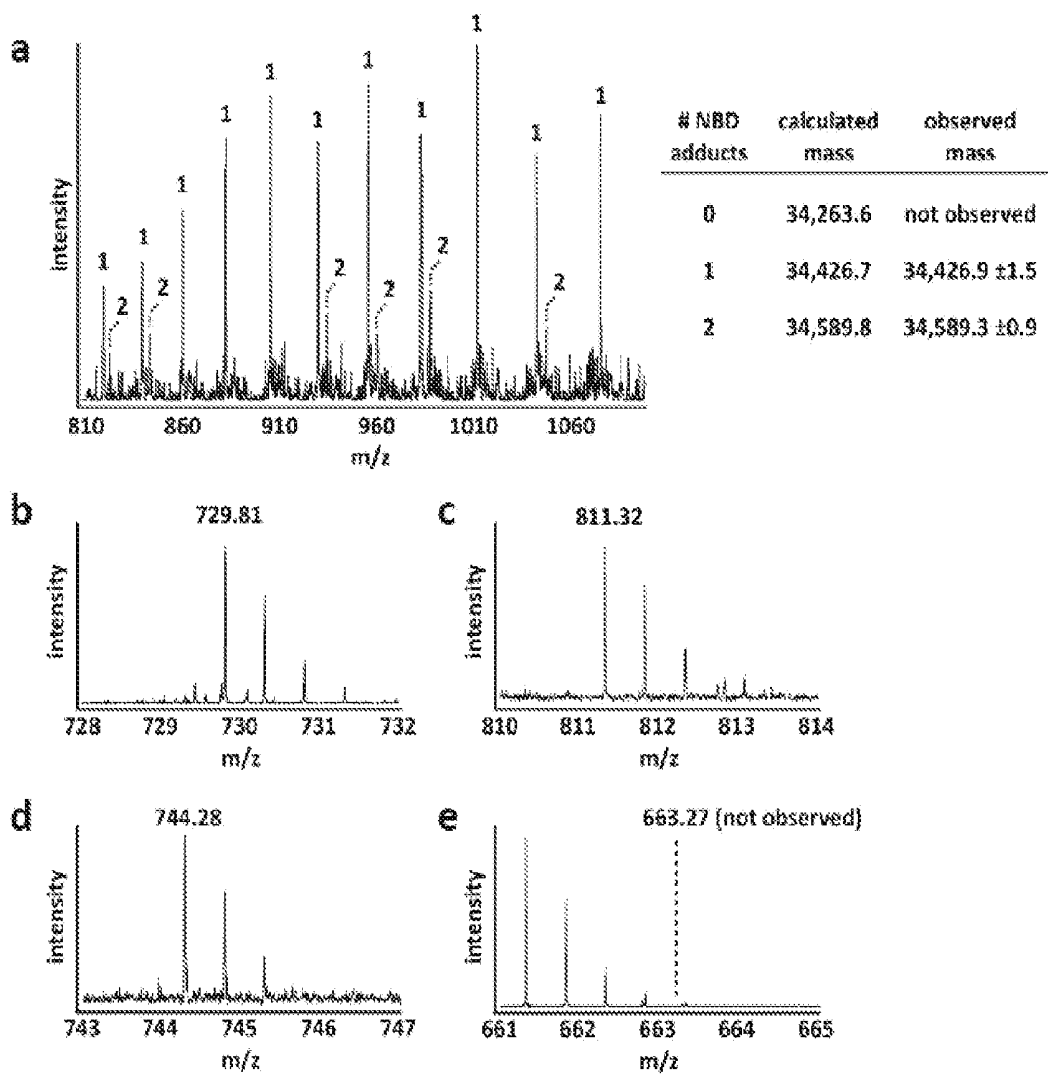 a
1 1 1 1 1 1 1 1 1 1 1
2 2 2 2 2 2
intensity
810 860 910 960 1010 1060
m/z
# NBD adducts calculated mass observed mass
0 34,263.6 not observed
1 34,426.7 34,426.9 ±1.5
2 34,589.8 34,589.3 ±0.9
b
729.81
intensity
728 729 730 731 732
m/z
c
811.32
intensity
810 811 812 813 814
m/z
d
744.28
intensity
743 744 745 746 747
m/z
e
663.27 (not observed)
intensity
661 662 663 664 665
m/z